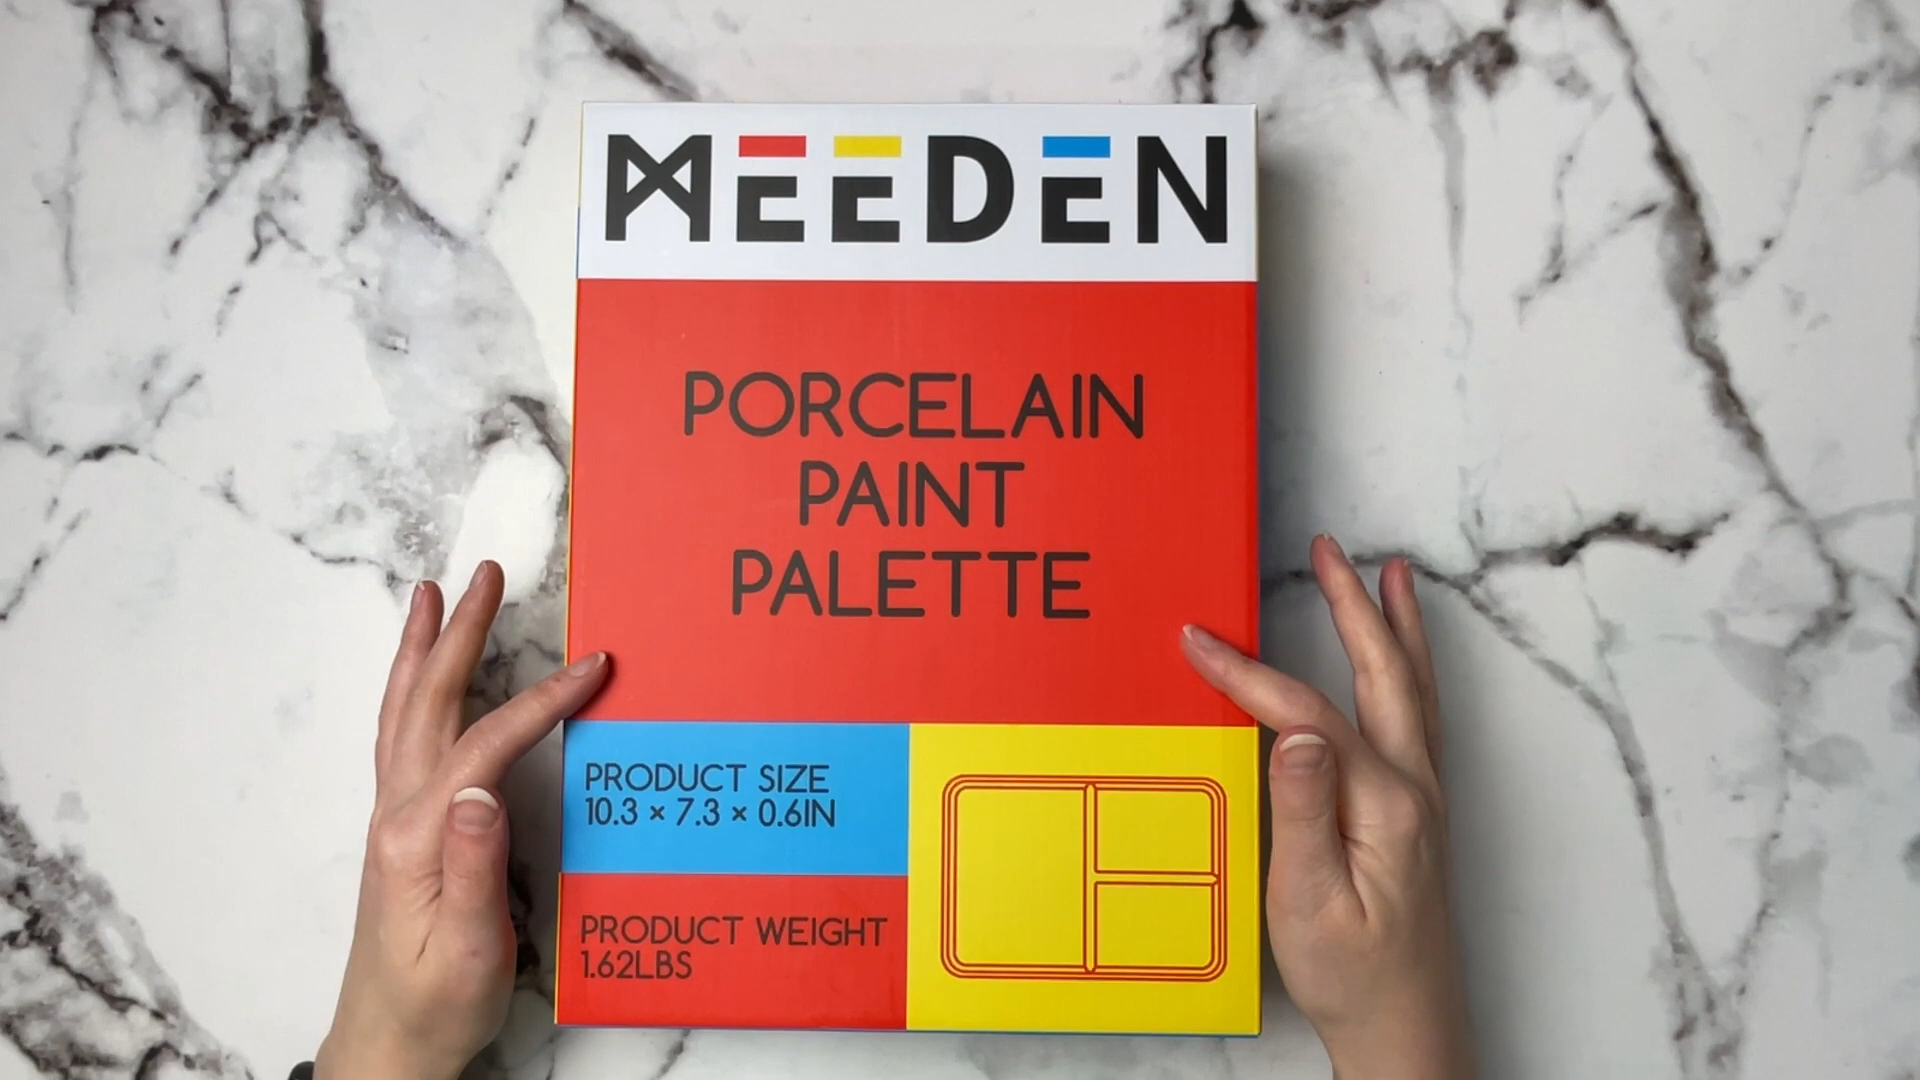 MEEDEN
PORCELAIN
PAINT
PALETTE
PRODUCT SIZE
10.3 × 7.3 × 0.6IN
PRODUCT WEIGHT
1.62LBS